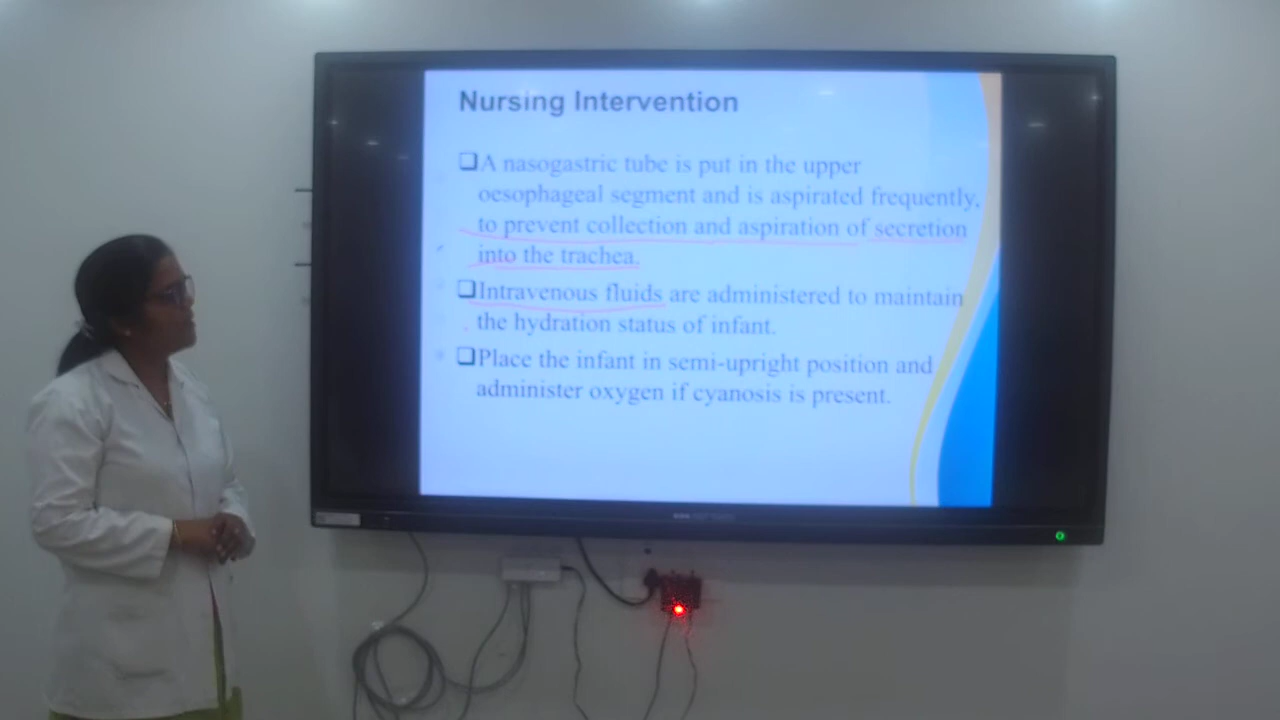 Nursing Intervention
❑A nasogastric tube is put in the upper
oesophageal segment and is aspirated frequently,
to prevent collection and aspiration of secretion
into the trachea.
❑Intravenous fluids are administered to maintain
the hydration status of infant.
❑Place the infant in semi-upright position and
administer oxygen if cyanosis is present.